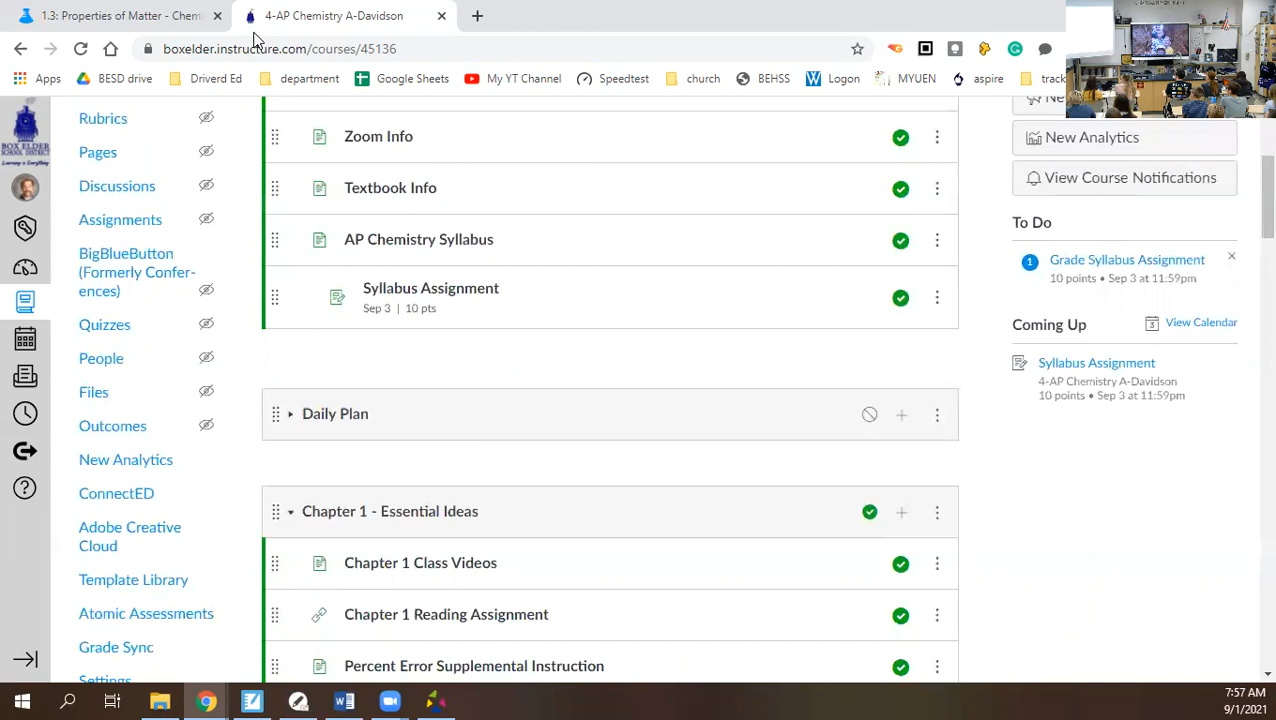 1.3: Properties of Matter - Chem
4-AP Chemistry A-Davidson
boxelder.instructure.com/courses/45136
Apps
BESD drive
Driverd Ed
department
Google Sheets
My YT Channel
Speedtest
church
BEHSS
Logon
MYUEN
aspire
track
BOX ELDER
SCHOOL DISTRICT
Rubrics
Pages
Discussions
Assignments
BigBlueButton
(Formerly Confer-
ences)
Quizzes
People
Files
Outcomes
New Analytics
ConnectED
Adobe Creative
Cloud
Template Library
Atomic Assessments
Grade Sync
Settings
Zoom Info
Textbook Info
AP Chemistry Syllabus
Syllabus Assignment
Sep 3 | 10 pts
Daily Plan
Chapter 1 - Essential Ideas
Chapter 1 Class Videos
Chapter 1 Reading Assignment
Percent Error Supplemental Instruction
New Analytics
View Course Notifications
To Do
1
Grade Syllabus Assignment
10 points • Sep 3 at 11:59pm
Coming Up
View Calendar
Syllabus Assignment
4-AP Chemistry A-Davidson
10 points • Sep 3 at 11:59pm
7:57 AM
9/1/2021